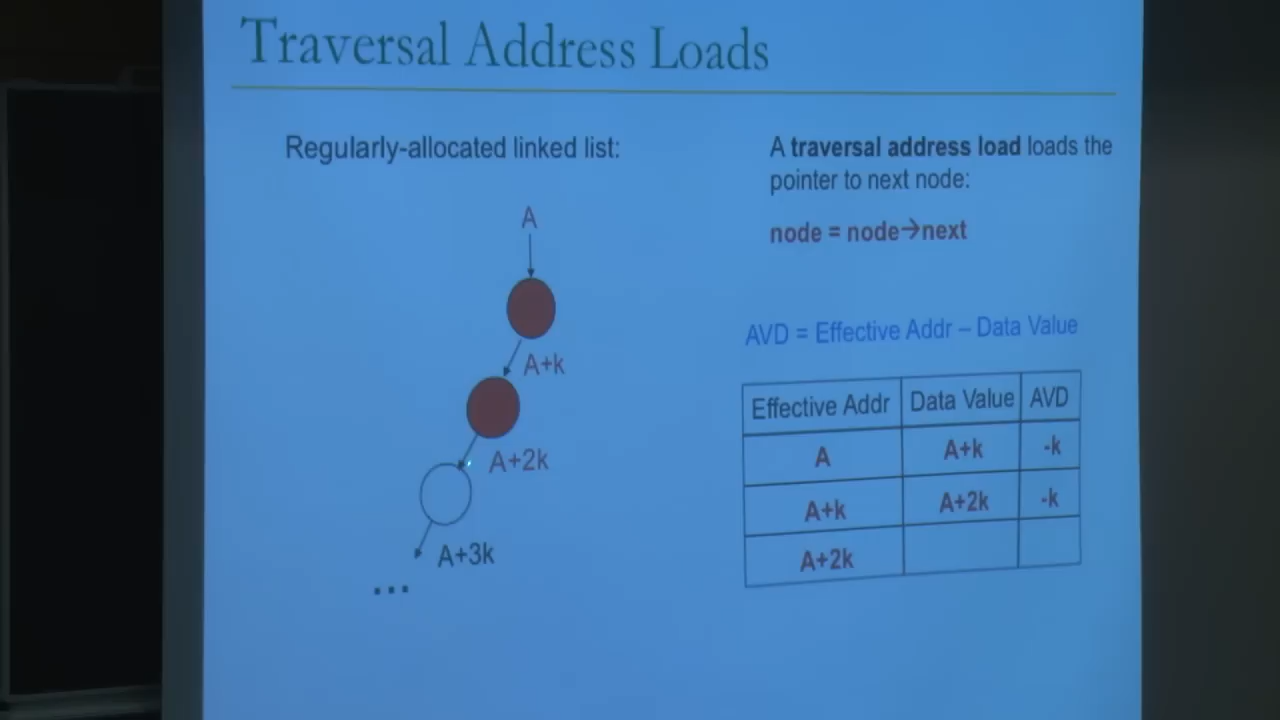 Traversal Address Loads
Regularly-allocated linked list:
A
A+k
A+2k
A+3k
...
A traversal address load loads the
pointer to next node:
node = node→next
AVD = Effective Addr – Data Value
Effective Addr Data Value AVD
A A+k -k
A+k A+2k -k
A+2k